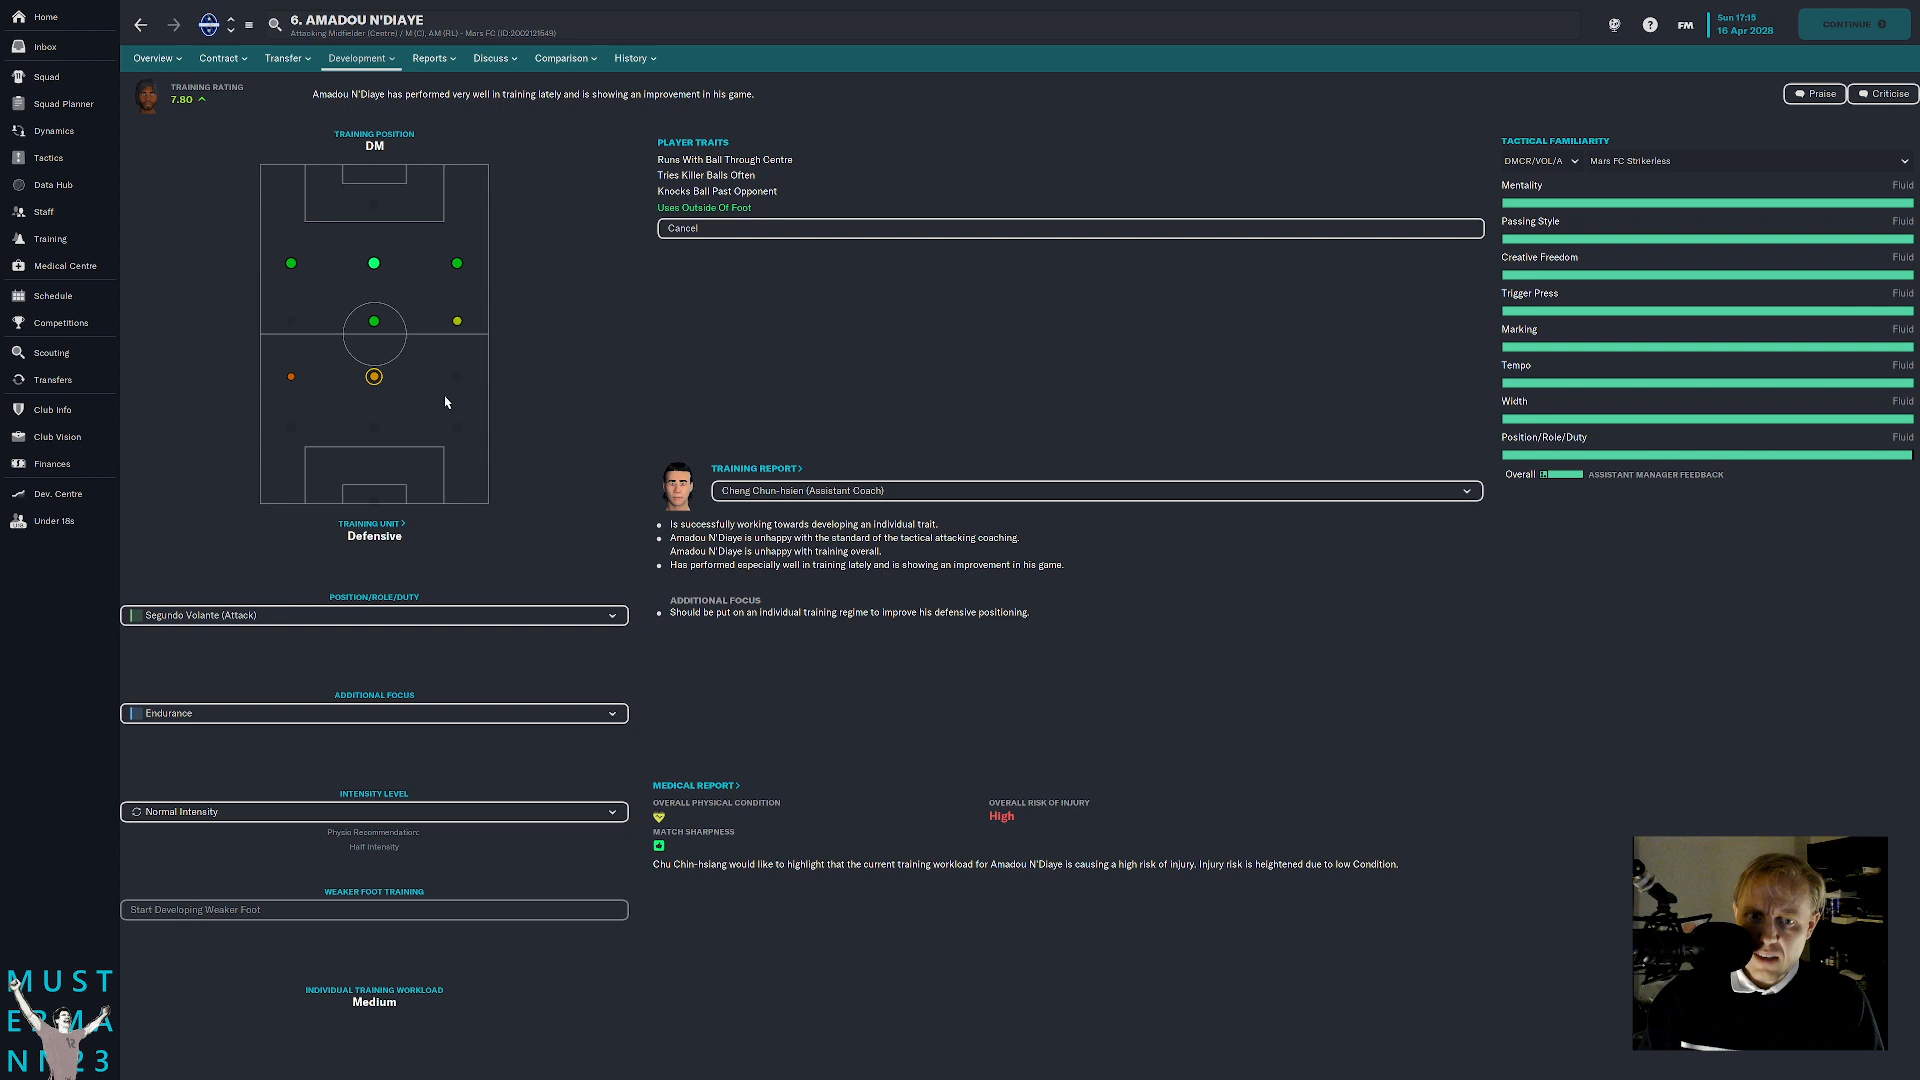 Home
Inbox
Squad
Squad Planner
Dynamics
Tactics
Data Hub
Staff
Training
Medical Centre
Schedule
Competitions
Scouting
Transfers
Club Info
Club Vision
Finances
Dev. Centre
Under 18s
6. AMADOU N'DIAYE
Attacking Midfielder (Centre) / M (C), AM (RL) - Mars FC (ID:2002121549)
FM
Sun 17:15
16 Apr 2028
CONTINUE
Overview
Contract
Transfer
Development
Reports
Discuss
Comparison
History
TRAINING RATING
7.80
Amadou N'Diaye has performed very well in training lately and is showing an improvement in his game.
Praise
Criticise
TRAINING POSITION
DM
TRAINING UNIT >
Defensive
POSITION/ROLE/DUTY
Segundo Volante (Attack)
ADDITIONAL FOCUS
Endurance
INTENSITY LEVEL
Normal Intensity
Physio Recommendation:
Half Intensity
WEAKER FOOT TRAINING
Start Developing Weaker Foot
INDIVIDUAL TRAINING WORKLOAD
Medium
PLAYER TRAITS
Runs With Ball Through Centre
Tries Killer Balls Often
Knocks Ball Past Opponent
Uses Outside Of Foot
Cancel
TRAINING REPORT >
Cheng Chun-hsien (Assistant Coach)
Is successfully working towards developing an individual trait.
Amadou N'Diaye is unhappy with the standard of the tactical attacking coaching.
Amadou N'Diaye is unhappy with training overall.
Has performed especially well in training lately and is showing an improvement in his game.
ADDITIONAL FOCUS
Should be put on an individual training regime to improve his defensive positioning.
MEDICAL REPORT >
OVERALL PHYSICAL CONDITION
OVERALL RISK OF INJURY
High
MATCH SHARPNESS
Chu Chin-hsiang would like to highlight that the current training workload for Amadou N'Diaye is causing a high risk of injury. Injury risk is heightened due to low Condition.
TACTICAL FAMILIARITY
DMCR/VOL/A
Mars FC Strikerless
Mentality Fluid
Passing Style Fluid
Creative Freedom Fluid
Trigger Press Fluid
Marking Fluid
Tempo Fluid
Width Fluid
Position/Role/Duty Fluid
Overall ASSISTANT MANAGER FEEDBACK
MUST
ERMA
NN23